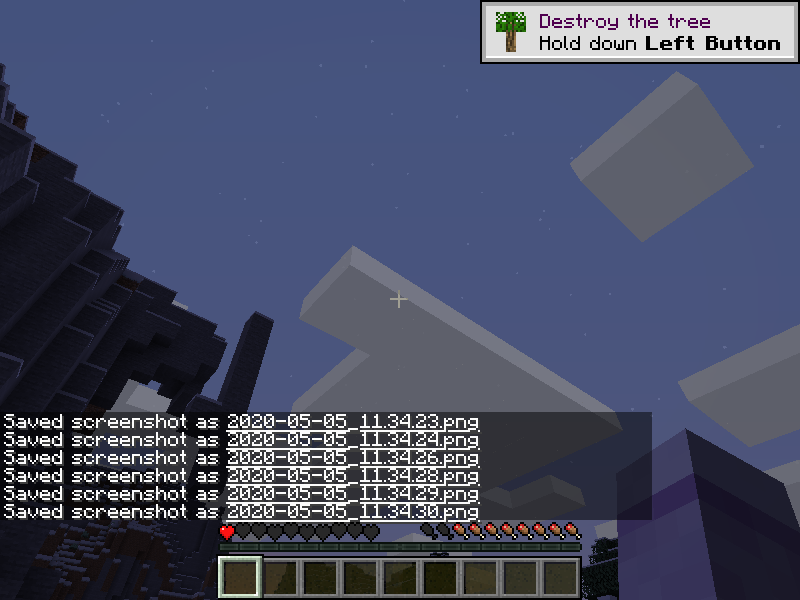 Destroy the tree
Hold down Left Button
Saved screenshot as 2020-05-05_11.34.23.png
Saved screenshot as 2020-05-05_11.34.24.png
Saved screenshot as 2020-05-05_11.34.26.png
Saved screenshot as 2020-05-05_11.34.28.png
Saved screenshot as 2020-05-05_11.34.29.png
Saved screenshot as 2020-05-05_11.34.30.png